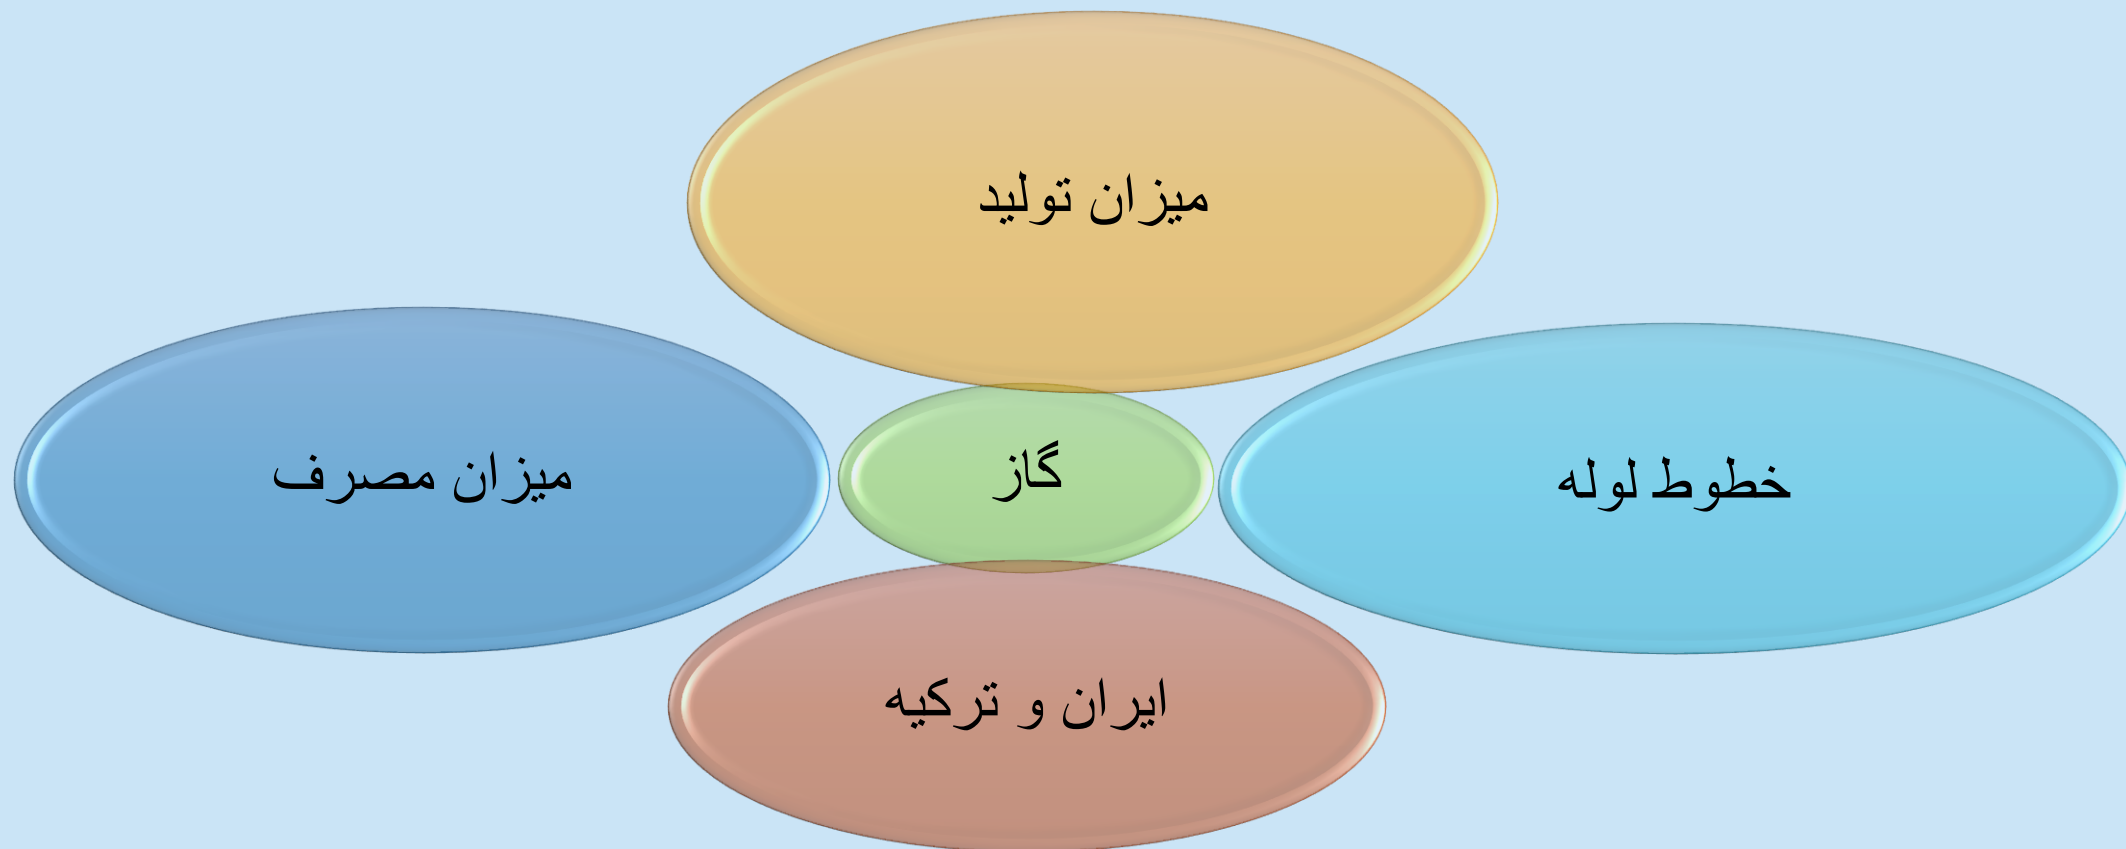 میزان تولید
خطوط لوله
گاز
میزان مصرف
ایران و ترکیه